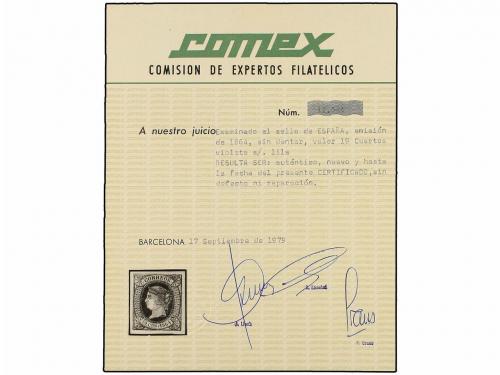 comex
COMISION DE EXPERTOS FILATELICOS
Núm.
A nuestro juicio Examinado el sello de ESPAÑA, emisión
de 1864, sin dentar, valor 19 Cuartos
violeta s/. lila
RESULTA SER: auténtico, nuevo y hasta
la fecha del presente CERTIFICADO, sin
defecto ni reparación.
BARCELONA 17 Septiembre de 1979
CORREOS